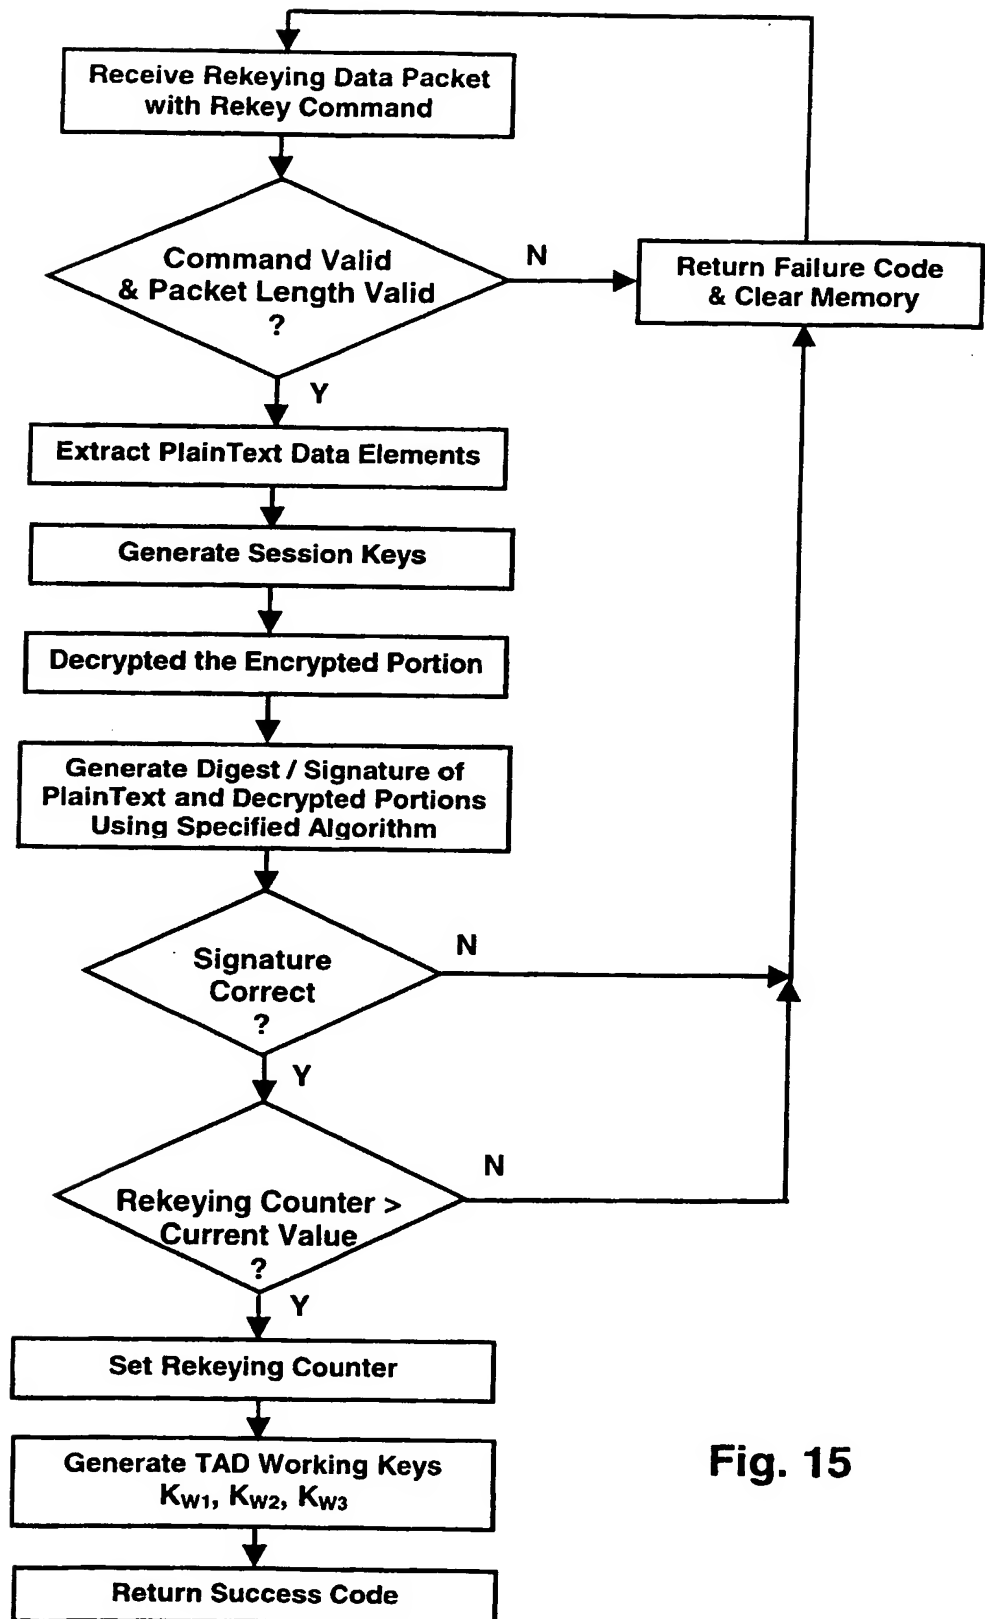 Receive Rekeying Data Packet
with Rekey Command
Command Valid
& Packet Length Valid
?
N
Return Failure Code
& Clear Memory
Y
Extract PlainText Data Elements
Generate Session Keys
Decrypted the Encrypted Portion
Generate Digest / Signature of
PlainText and Decrypted Portions
Using Specified Algorithm
Signature
Correct
?
N
Y
Rekeying Counter >
Current Value
?
N
Y
Set Rekeying Counter
Generate TAD Working Keys
KW1, KW2, KW3
Return Success Code
Fig. 15